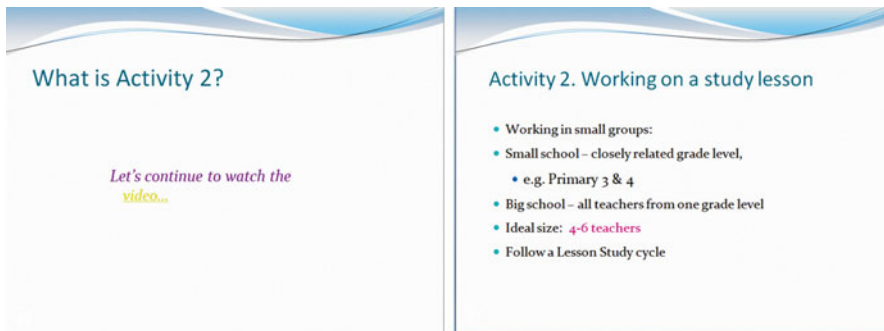 What is Activity 2?
Let's continue to watch the
video...
Activity 2. Working on a study lesson
• Working in small groups:
• Small school – closely related grade level,
• e.g. Primary 3 & 4
• Big school – all teachers from one grade level
• Ideal size: 4-6 teachers
• Follow a Lesson Study cycle